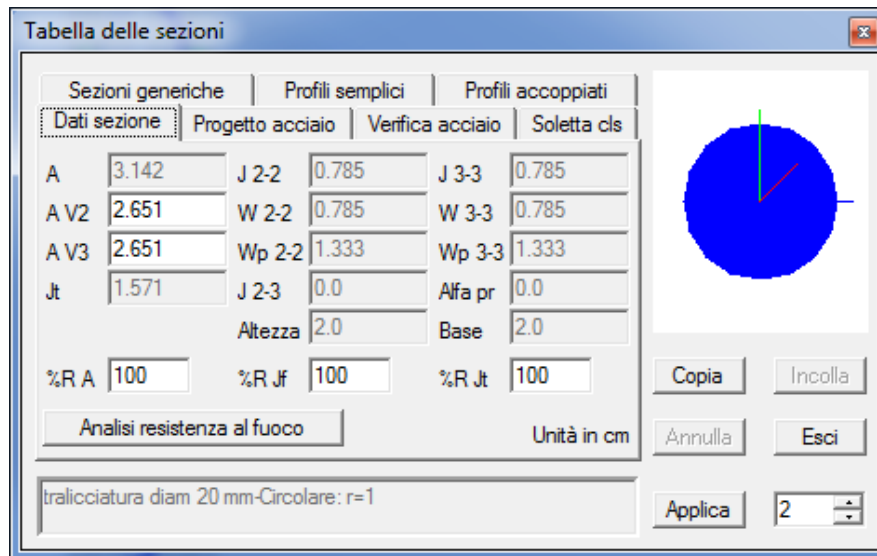 Tabella delle sezioni
Sezioni generiche Profili semplici Profili accoppiati
Dati sezione Progetto acciaio Verifica acciaio Soletta cls
A 3.142 J 2-2 0.785 J 3-3 0.785
A V2 2.651 W 2-2 0.785 W 3-3 0.785
A V3 2.651 Wp 2-2 1.333 Wp 3-3 1.333
Jt 1.571 J 2-3 0.0 Alfa pr 0.0
Altezza 2.0 Base 2.0
%R A 100 %R Jf 100 %R Jt 100
Copia Incolla
Analisi resistenza al fuoco Unità in cm
Annulla Esci
tralicciatura diam 20 mm-Circolare: r=1
Applica 2